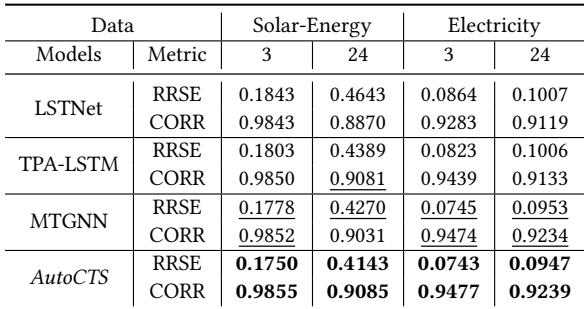 Data Solar-Energy Electricity
Models Metric 3 24 3 24
LSTNet RRSE 0.1843 0.4643 0.0864 0.1007
CORR 0.9843 0.8870 0.9283 0.9119
TPA-LSTM RRSE 0.1803 0.4389 0.0823 0.1006
CORR 0.9850 0.9081 0.9439 0.9133
MTGNN RRSE 0.1778 0.4270 0.0745 0.0953
CORR 0.9852 0.9031 0.9474 0.9234
AutoCTS RRSE 0.1750 0.4143 0.0743 0.0947
CORR 0.9855 0.9085 0.9477 0.9239